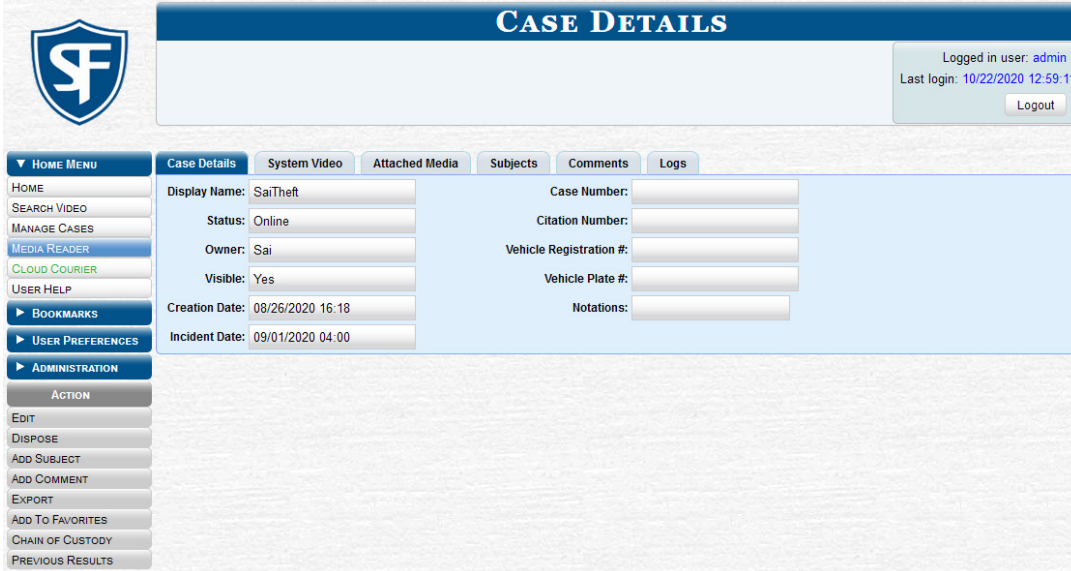 CASE DETAILS
SF
Logged in user: admin
Last login: 10/22/2020 12:59:1
Logout
▼ HOME MENU
HOME
SEARCH VIDEO
MANAGE CASES
MEDIA READER
CLOUD COURIER
USER HELP
► BOOKMARKS
► USER PREFERENCES
► ADMINISTRATION
ACTION
EDIT
DISPOSE
ADD SUBJECT
ADD COMMENT
EXPORT
ADD TO FAVORITES
CHAIN OF CUSTODY
PREVIOUS RESULTS
Case Details System Video Attached Media Subjects Comments Logs
Display Name: SaiTheft Case Number:
Status: Online Citation Number:
Owner: Sai Vehicle Registration #:
Visible: Yes Vehicle Plate #:
Creation Date: 08/26/2020 16:18 Notations:
Incident Date: 09/01/2020 04:00